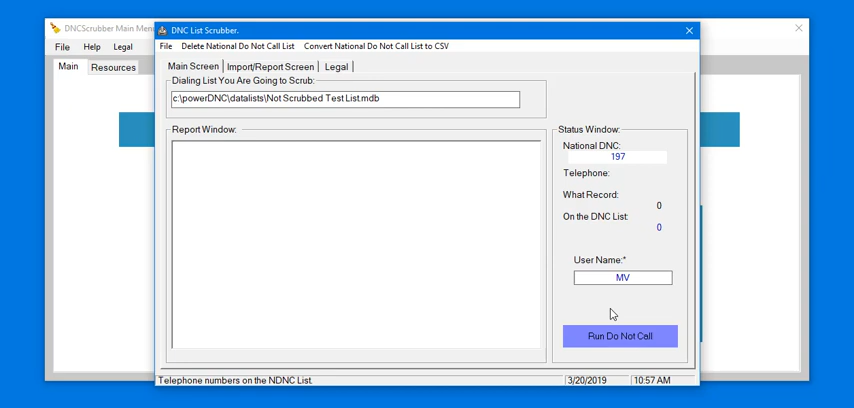 DNCScrubber Main Menu
DNC List Scrubber.
File Help Legal
File Delete National Do Not Call List Convert National Do Not Call List to CSV
Main Resources
Main Screen Import/Report Screen Legal
Dialing List You Are Going to Scrub:
c:\powerDNC\datalists\Not Scrubbed Test List.mdb
Report Window:
Status Window:
National DNC:
197
Telephone:
What Record:
0
On the DNC List:
0
User Name:*
MV
Run Do Not Call
Telephone numbers on the NDNC List. 3/20/2019 10:57 AM